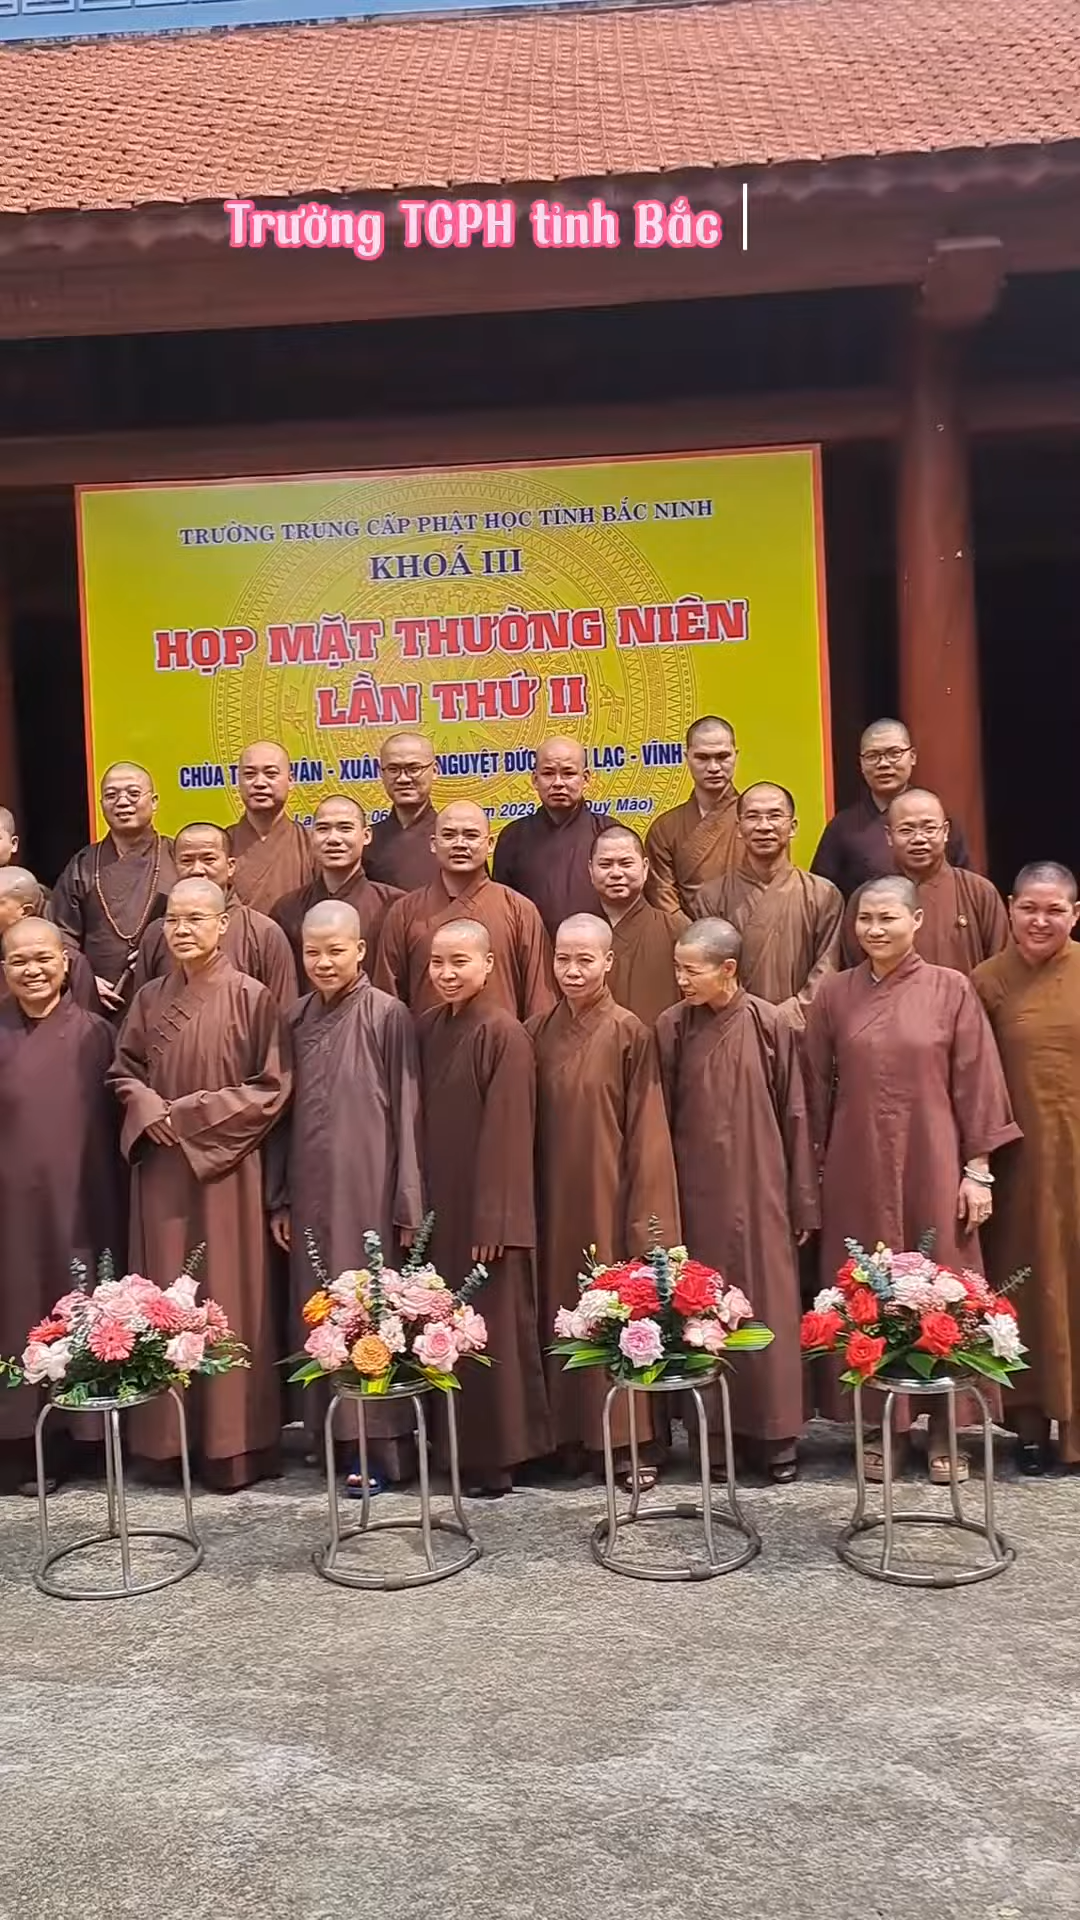 Trường TCPH tỉnh Bắc
TRƯỜNG TRUNG CẤP PHẬT HỌC TỈNH BẮC NINH
KHOÁ III
HỌP MẶT THƯỜNG NIÊN
LẦN THỨ II
CHÙA - XUÂN NGUYỆT ĐỨC LẠC - VĨNH
06 2023 Quý Mão)